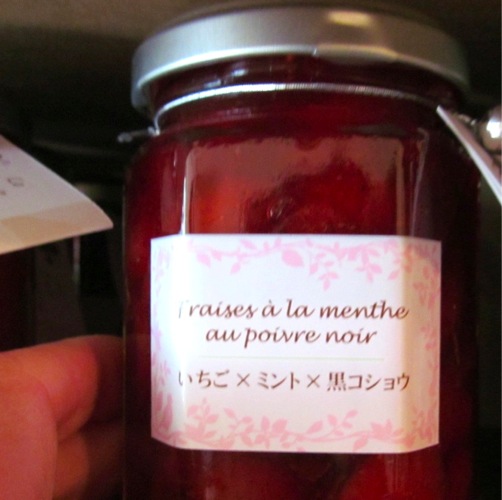 Fraises à la menthe
au poivre noir
いちご×ミント×黒コショウ